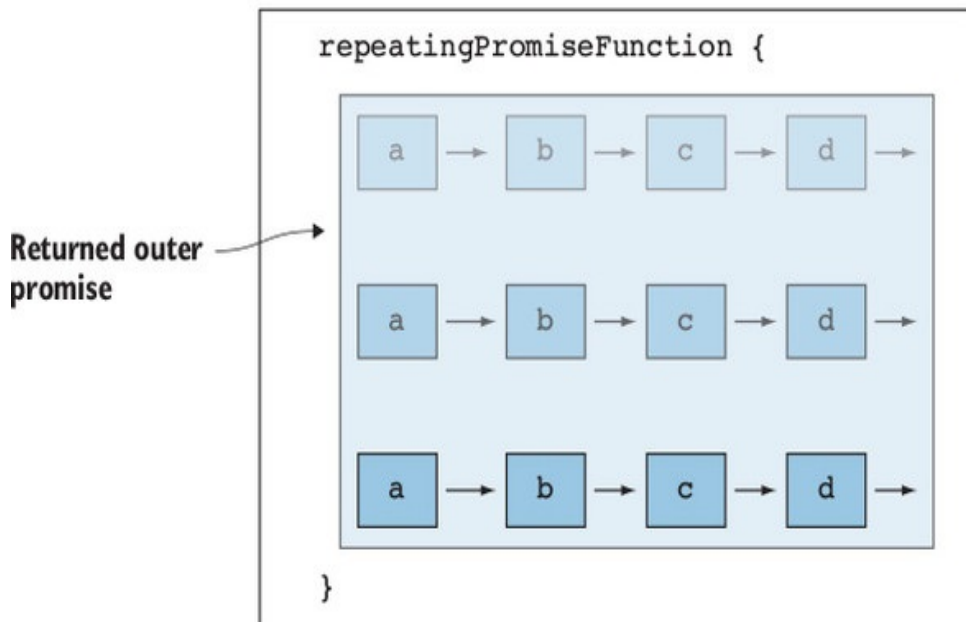 repeatingPromiseFunction {
a b c d
Returned outer
promise
a b c d
a b c d
}